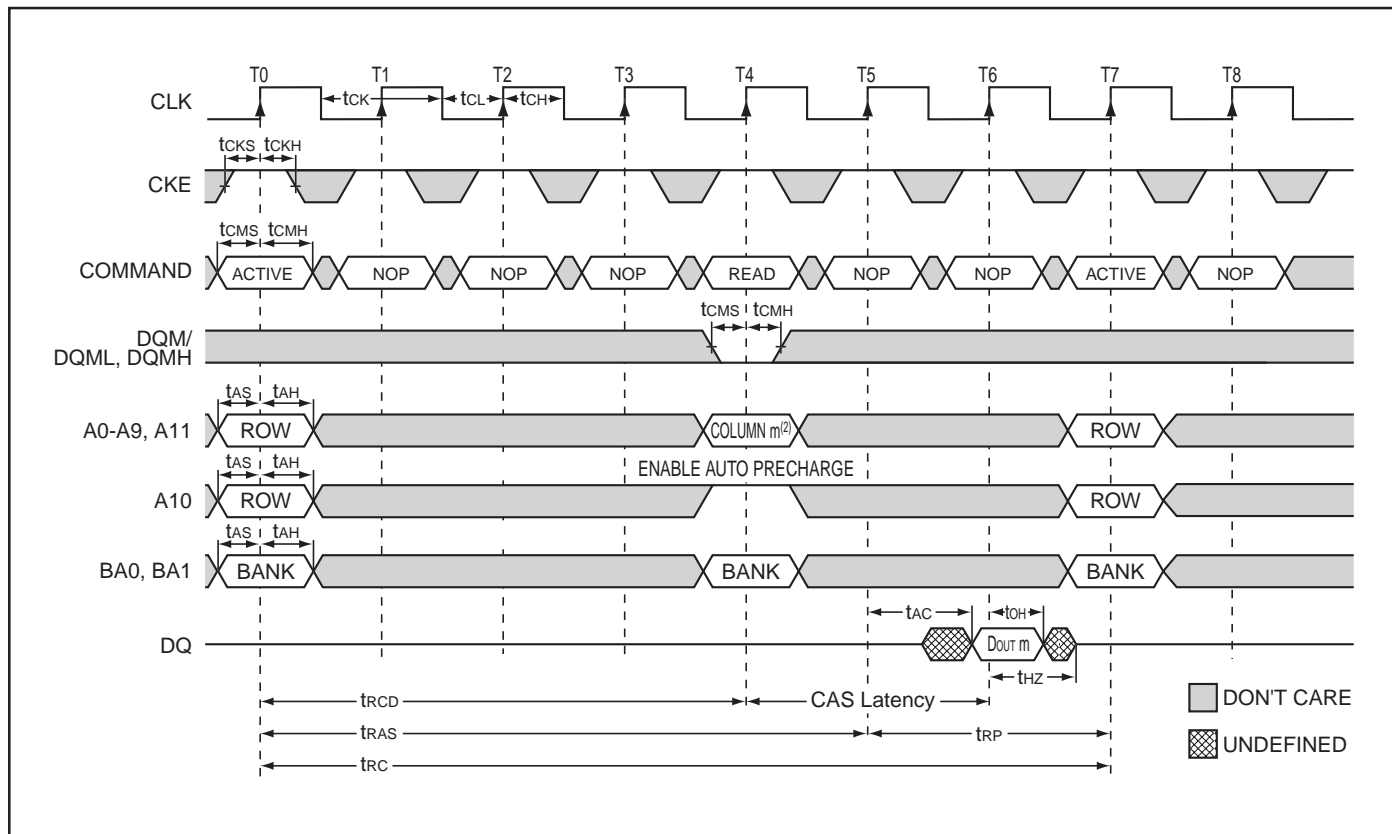 T0 T1 T2 T3 T4 T5 T6 T7 T8
CLK tCK tCL tCH
tCKS tCKH
CKE
tCMS tCMH
COMMAND ACTIVE NOP NOP NOP READ NOP NOP ACTIVE NOP
tCMS tCMH
DQM/
DQML, DQMH
tAS tAH
A0-A9, A11 ROW COLUMN m(2) ROW
tAS tAH ENABLE AUTO PRECHARGE
A10 ROW ROW
tAS tAH
BA0, BA1 BANK BANK BANK
tAC tOH
DQ DOUT m
tHZ
tRCD CAS Latency
DON'T CARE
tRAS tRP
UNDEFINED
tRC